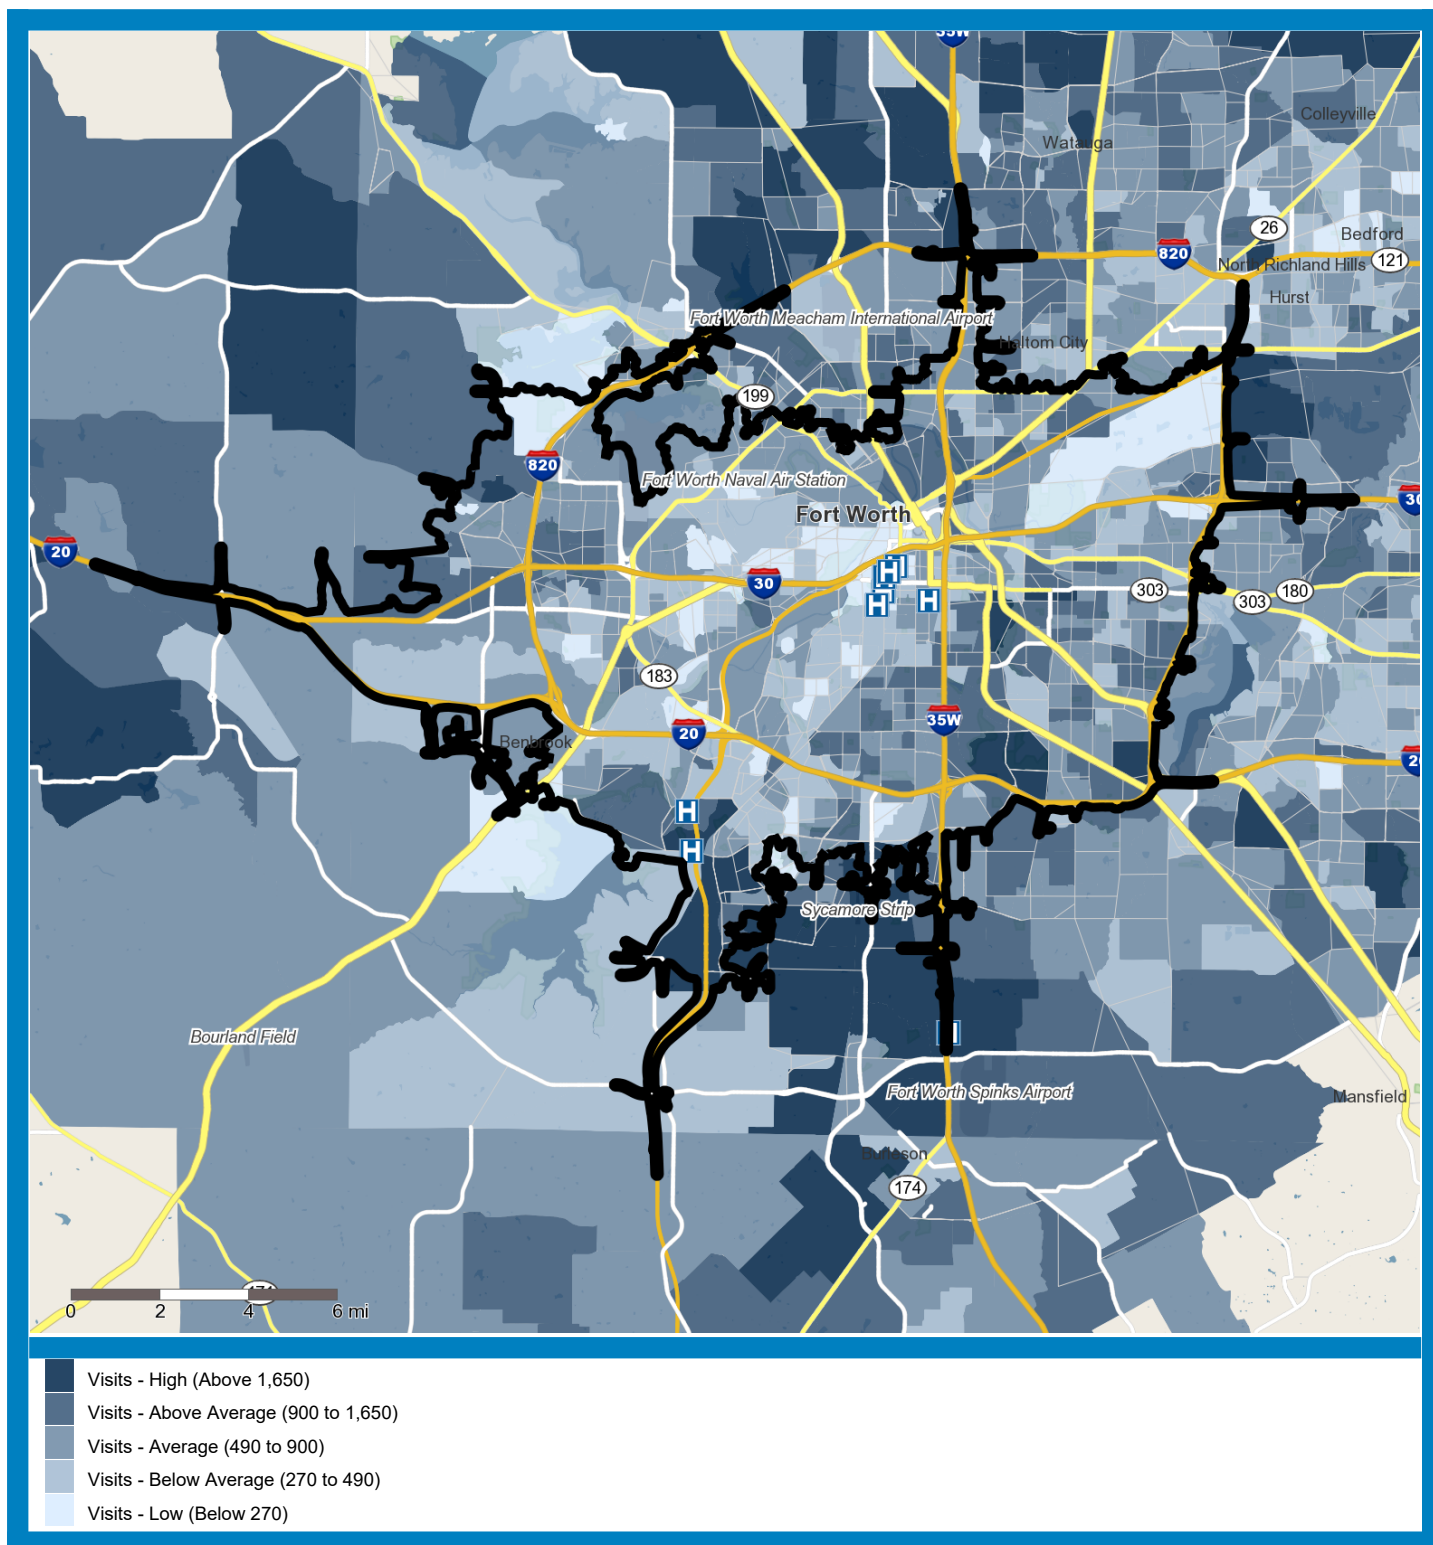 35W
Colleyville
Watauga
26
Bedford
820
North Richland Hills
121
Hurst
Fort Worth Meacham International Airport
Haltom City
199
820
Fort Worth Naval Air Station
30
Fort Worth
20
H
30
303
180
303
H
H
183
35W
20
Benbrook
20
H
H
Sycamore Strip
Bourland Field
Fort Worth Spinks Airport
Mansfield
Burleson
174
0
2
4
6 mi
Visits - High (Above 1,650)
Visits - Above Average (900 to 1,650)
Visits - Average (490 to 900)
Visits - Below Average (270 to 490)
Visits - Low (Below 270)